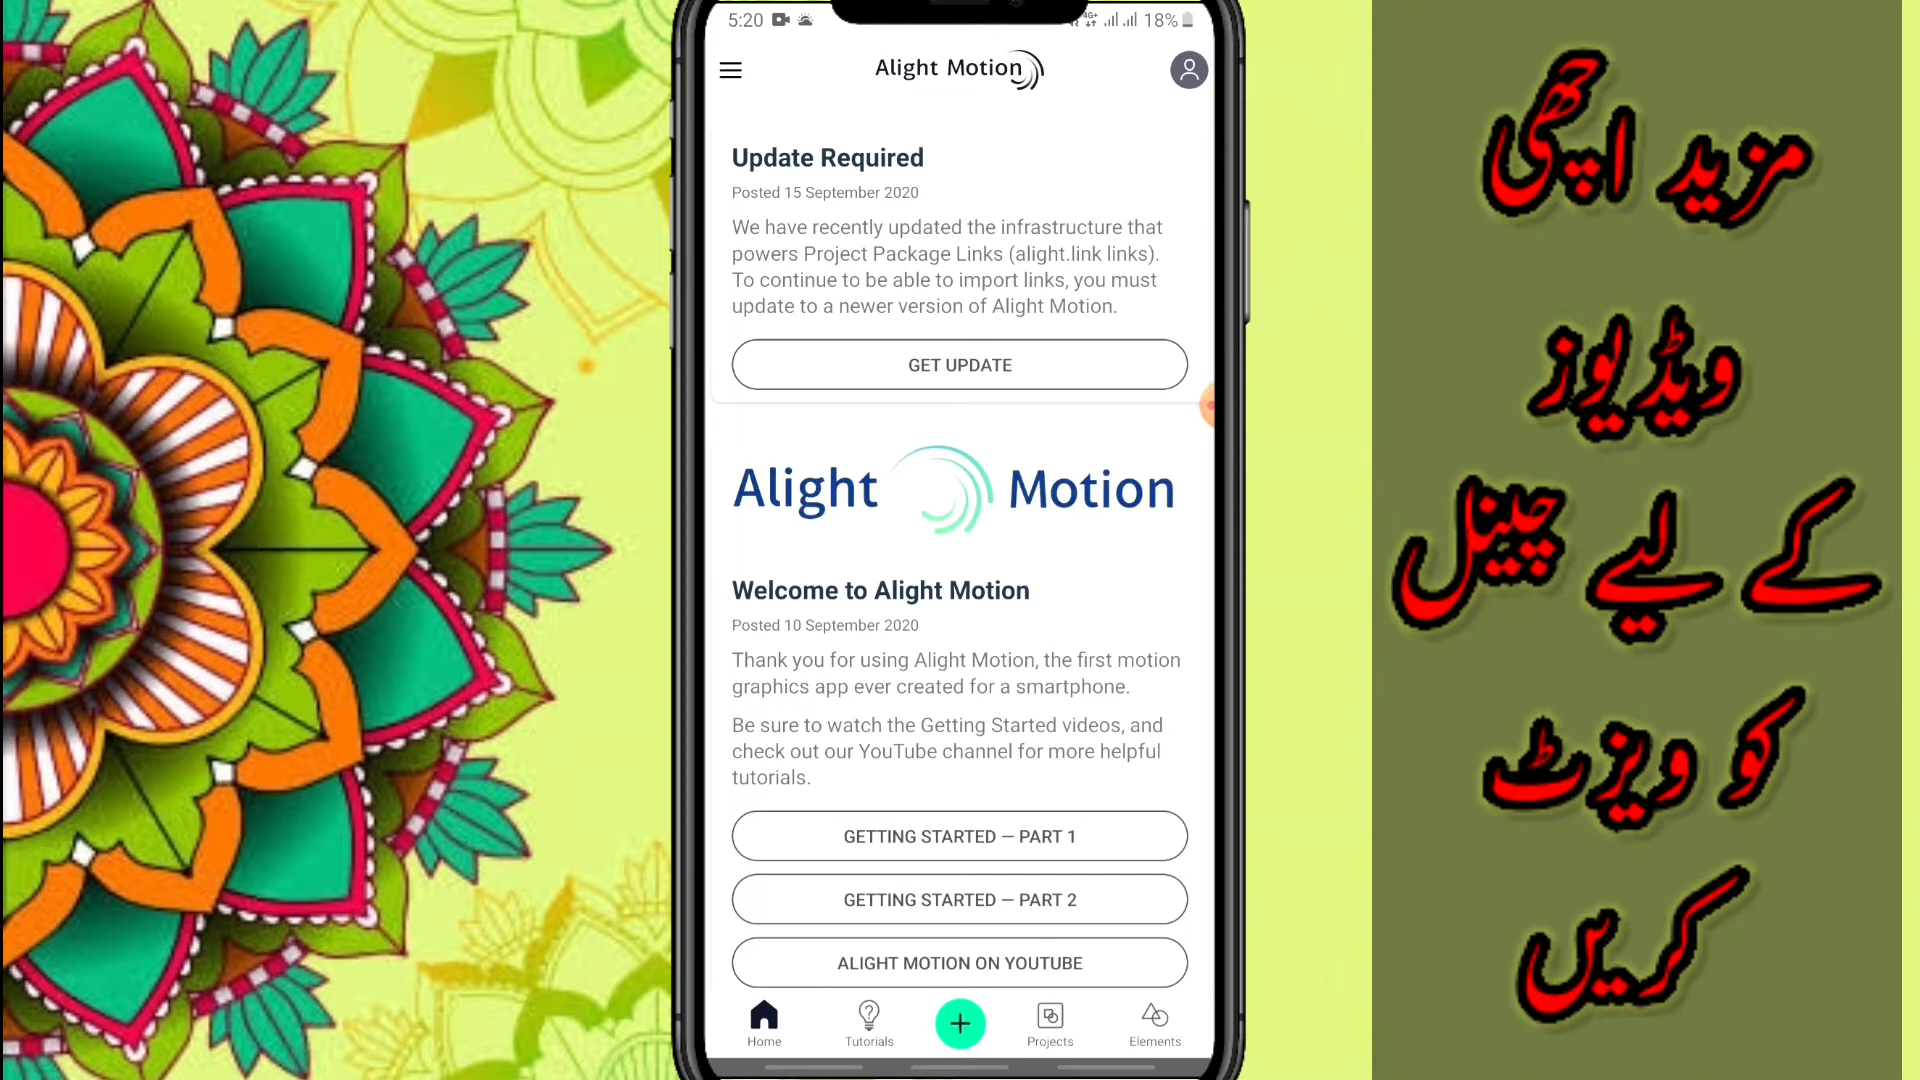 5:20
4G+
18%
Alight Motion
Update Required
Posted 15 September 2020
We have recently updated the infrastructure that
powers Project Package Links (alight.link links).
To continue to be able to import links, you must
update to a newer version of Alight Motion.
GET UPDATE
Alight Motion
Welcome to Alight Motion
Posted 10 September 2020
Thank you for using Alight Motion, the first motion
graphics app ever created for a smartphone.
Be sure to watch the Getting Started videos, and
check out our YouTube channel for more helpful
tutorials.
GETTING STARTED — PART 1
GETTING STARTED — PART 2
ALIGHT MOTION ON YOUTUBE
Home
Tutorials
+
Projects
Elements
مزید اچھی
ویڈیوز
کے لیے چینل
کو ویزٹ
کریں